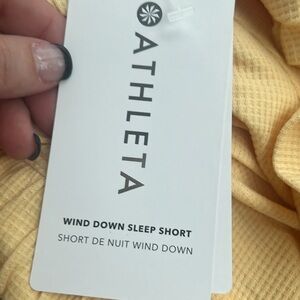 ATHLETA
WIND DOWN SLEEP SHORT
SHORT DE NUIT WIND DOWN